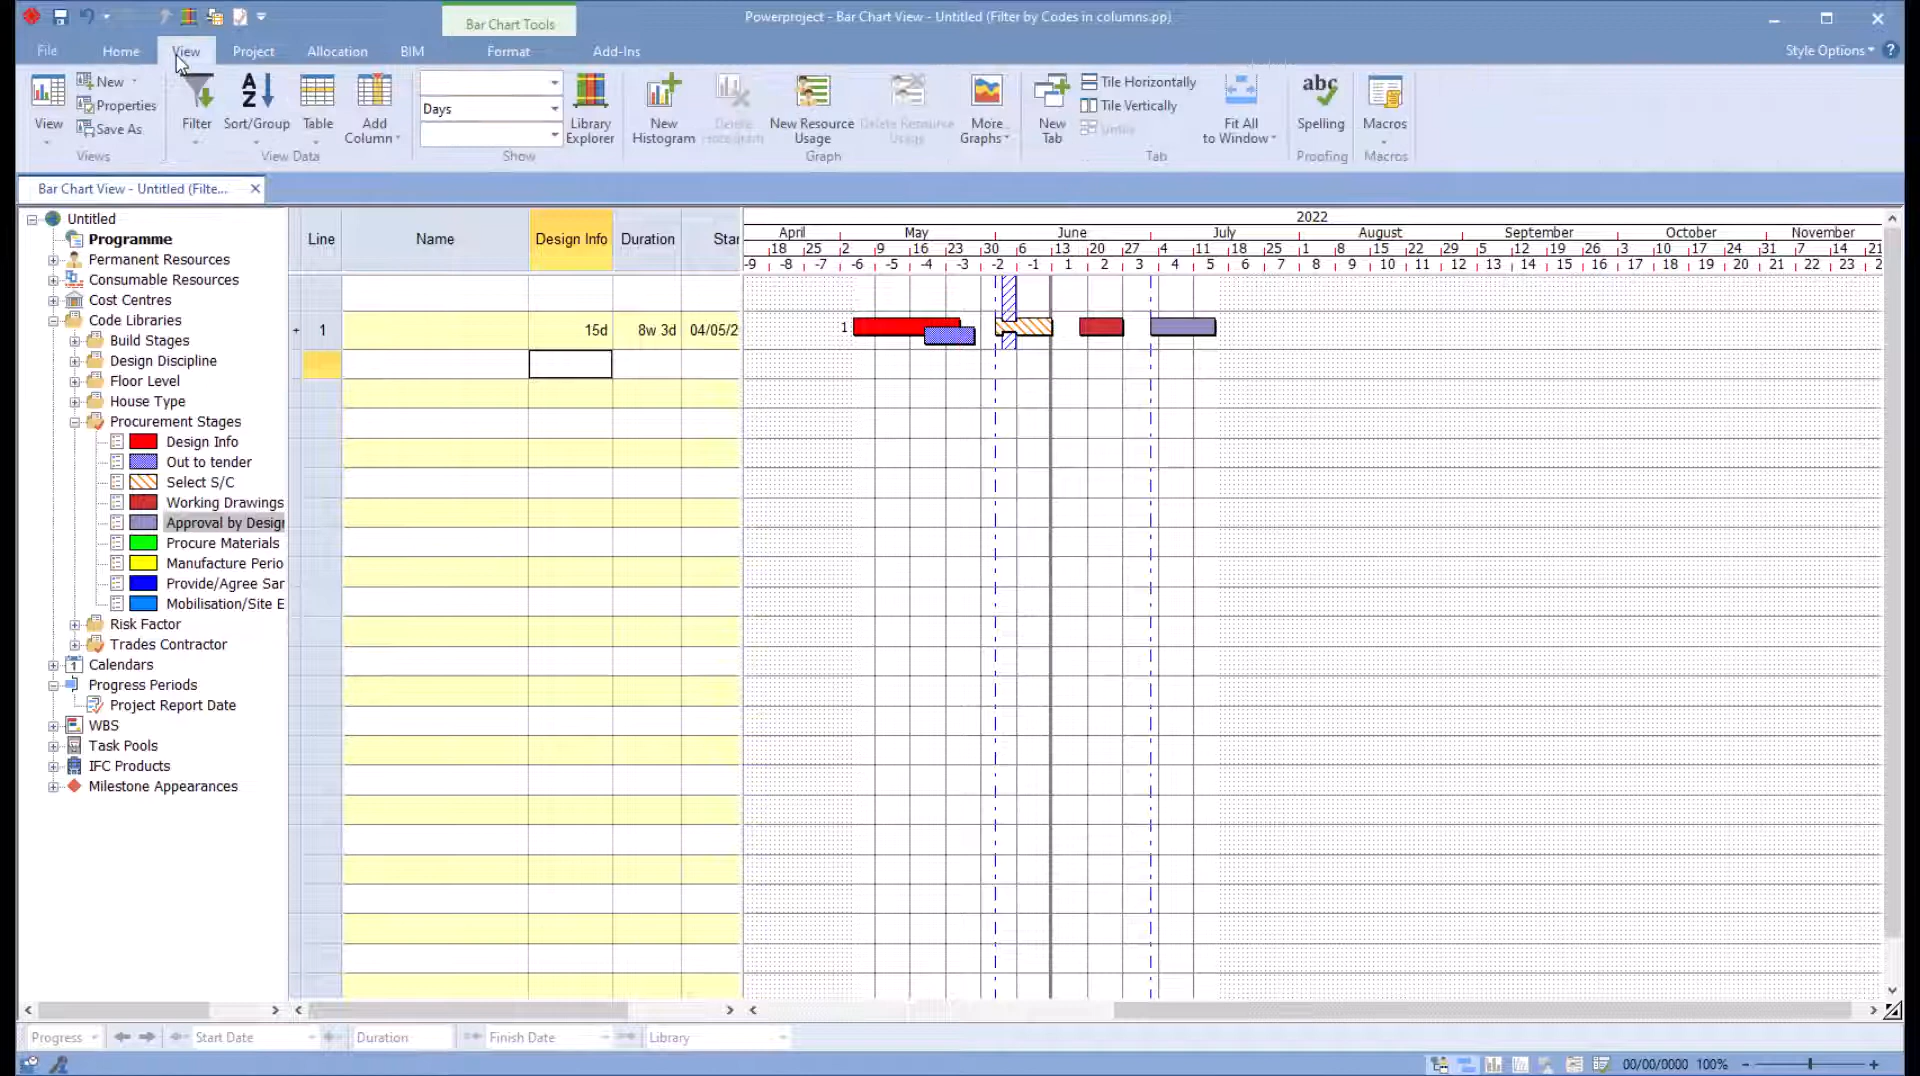 Bar Chart Tools
Powerproject - Bar Chart View - Untitled (Filter by Codes in columns.pp)
File Home View Project Allocation BIM Format Add-Ins Style Options
View
New
Properties
Save As
Views
Filter
Sort/Group
Table
Add Column
View Data
Days
Library Explorer
Show
New Histogram
Delete Histogram
New Resource Usage
Delete Resource Usage
More Graphs
Graph
New Tab
Tile Horizontally
Tile Vertically
Untile
Fit All to Window
Tab
abc
Spelling
Proofing
Macros
Macros
Bar Chart View - Untitled (Filte...
Untitled
Programme
Permanent Resources
Consumable Resources
Cost Centres
Code Libraries
Build Stages
Design Discipline
Floor Level
House Type
Procurement Stages
Design Info
Out to tender
Select S/C
Working Drawings
Approval by Desig
Procure Materials
Manufacture Perio
Provide/Agree Sar
Mobilisation/Site E
Risk Factor
Trades Contractor
Calendars
Progress Periods
Project Report Date
WBS
Task Pools
IFC Products
Milestone Appearances
Line Name Design Info Duration Star
1 15d 8w 3d 04/05/2
2022
April May June July August September October November
18 25 2 9 16 23 30 6 13 20 27 4 11 18 25 1 8 15 22 29 5 12 19 26 3 10 17 24 31 7 14 21
-9 -8 -7 -6 -5 -4 -3 -2 -1 1 2 3 4 5 6 7 8 9 10 11 12 13 14 15 16 17 18 19 20 21 22 23 2
1
Progress Start Date Duration Finish Date Library
00/00/0000 100%